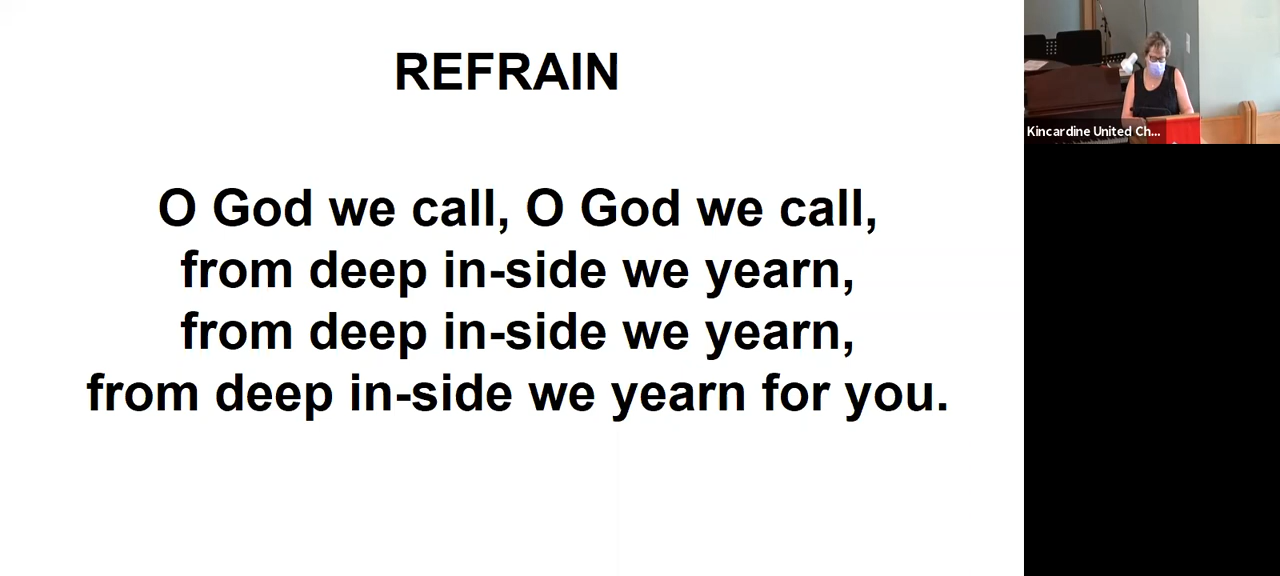 REFRAIN
O God we call, O God we call,
from deep in-side we yearn,
from deep in-side we yearn,
from deep in-side we yearn for you.
Kincardine United Ch...